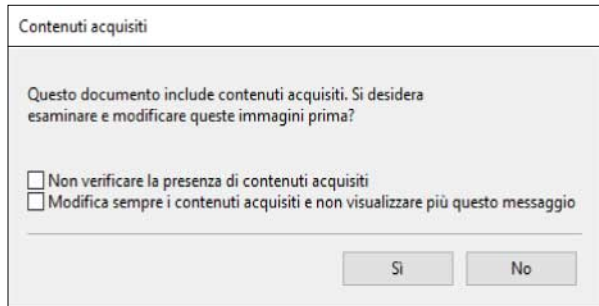 Contenuti acquisiti
Questo documento include contenuti acquisiti. Si desidera
esaminare e modificare queste immagini prima?
Non verificare la presenza di contenuti acquisiti
Modifica sempre i contenuti acquisiti e non visualizzare più questo messaggio
Sì
No